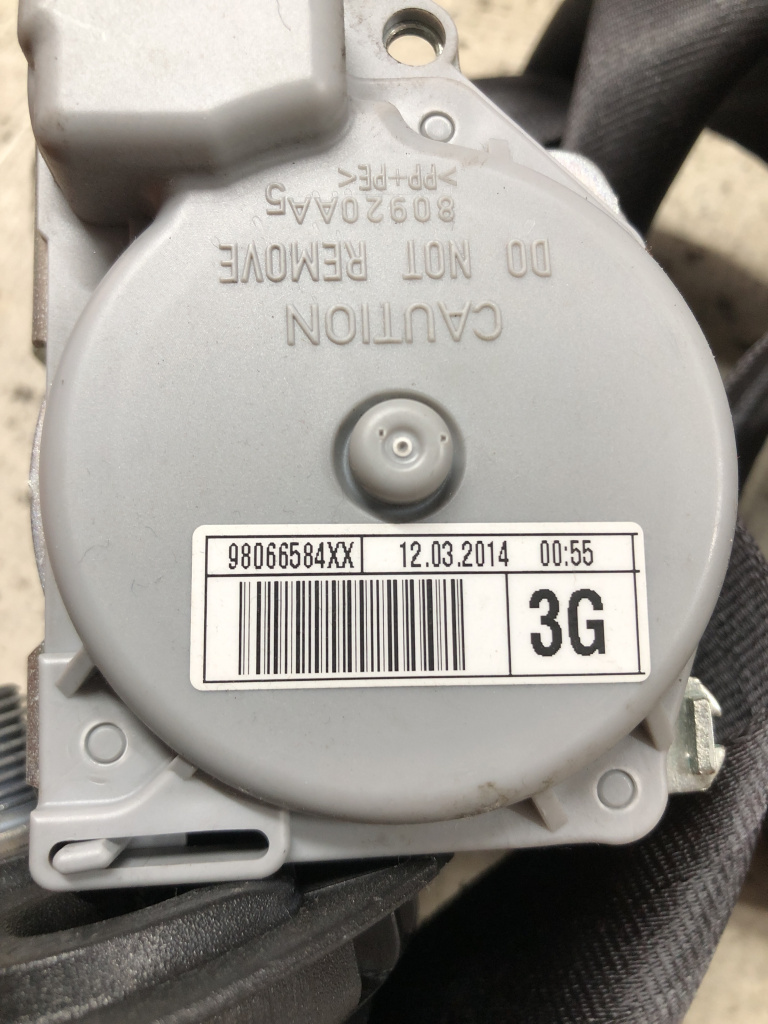 CAUTION
DO NOT REMOVE
80920AA5
>PP+PE<
98066584XX 12.03.2014 00:55
3G